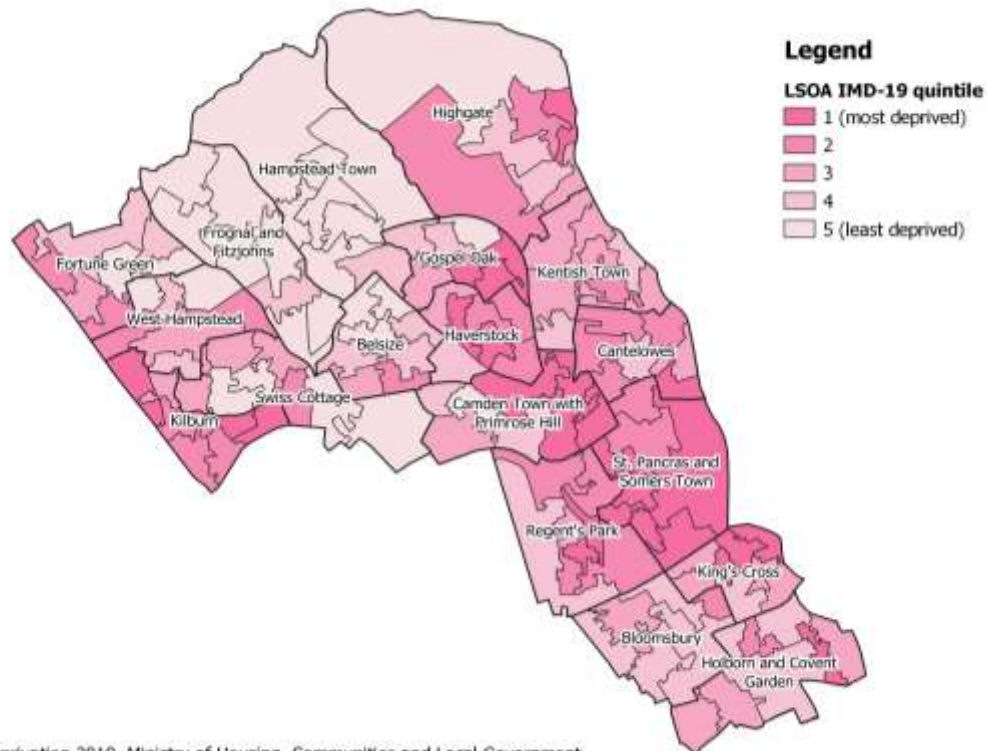 Legend
LSOA IMD-19 quintile
1 (most deprived)
2
3
4
5 (least deprived)
Highgate
Hampstead Town
Frognal and
Fitzjohns
Fortune Green
Gospel Oak
Kentish Town
West Hampstead
Haverstock
Belsize
Cantelowes
Swiss Cottage
Camden Town with
Primrose Hill
Kilburn
St. Pancras and
Somers Town
Regent's Park
King's Cross
Bloomsbury
Holborn and Covent
Garden
2019, Ministry of Housing, Communities and Local Government